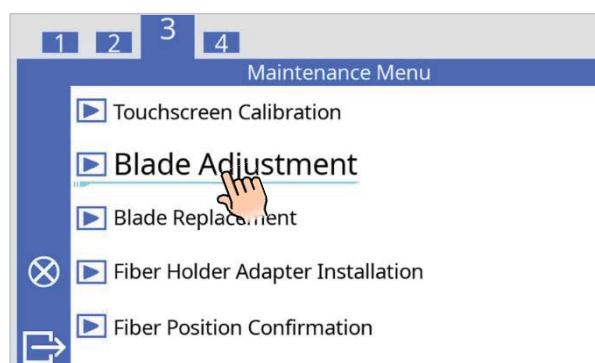 1 2 3 4
Maintenance Menu
Touchscreen Calibration
Blade Adjustment
Blade Replacement
Fiber Holder Adapter Installation
Fiber Position Confirmation